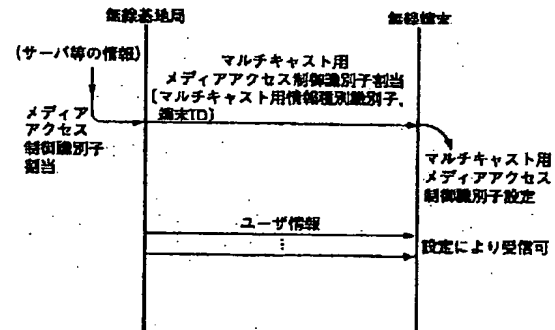 無線基地局
無線端末
(サーバ等の情報)
マルチキャスト用
メディアアクセス制御識別子割当
[マルチキャスト用情報種別識別子,
端末ID]
メディア
アクセス
制御識別子
割当
マルチキャスト用
メディアアクセス
制御識別子設定
ユーザ情報
⋮
設定により受信可